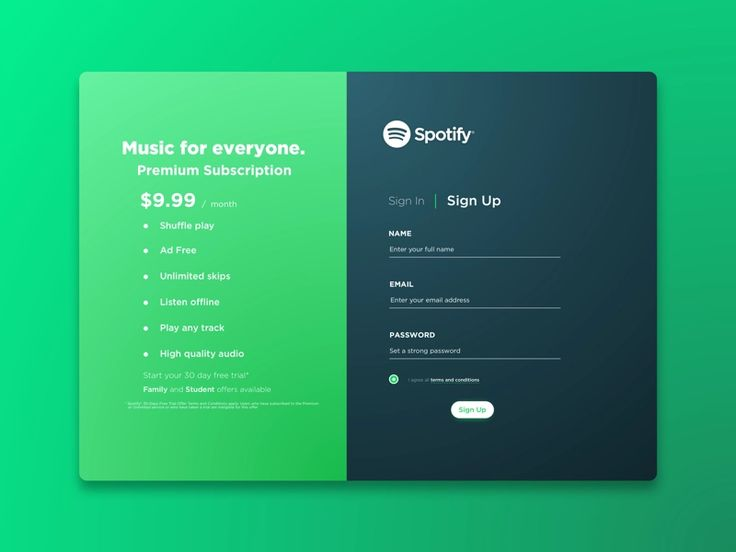 Music for everyone.
Premium Subscription
$9.99 / month
• Shuffle play
• Ad Free
• Unlimited skips
• Listen offline
• Play any track
• High quality audio
Start your 30 day free trial*
Family and Student offers available
Spotify®
Sign In | Sign Up
NAME
Enter your full name
EMAIL
Enter your email address
PASSWORD
Set a strong password
I agree all terms and conditions
Sign Up